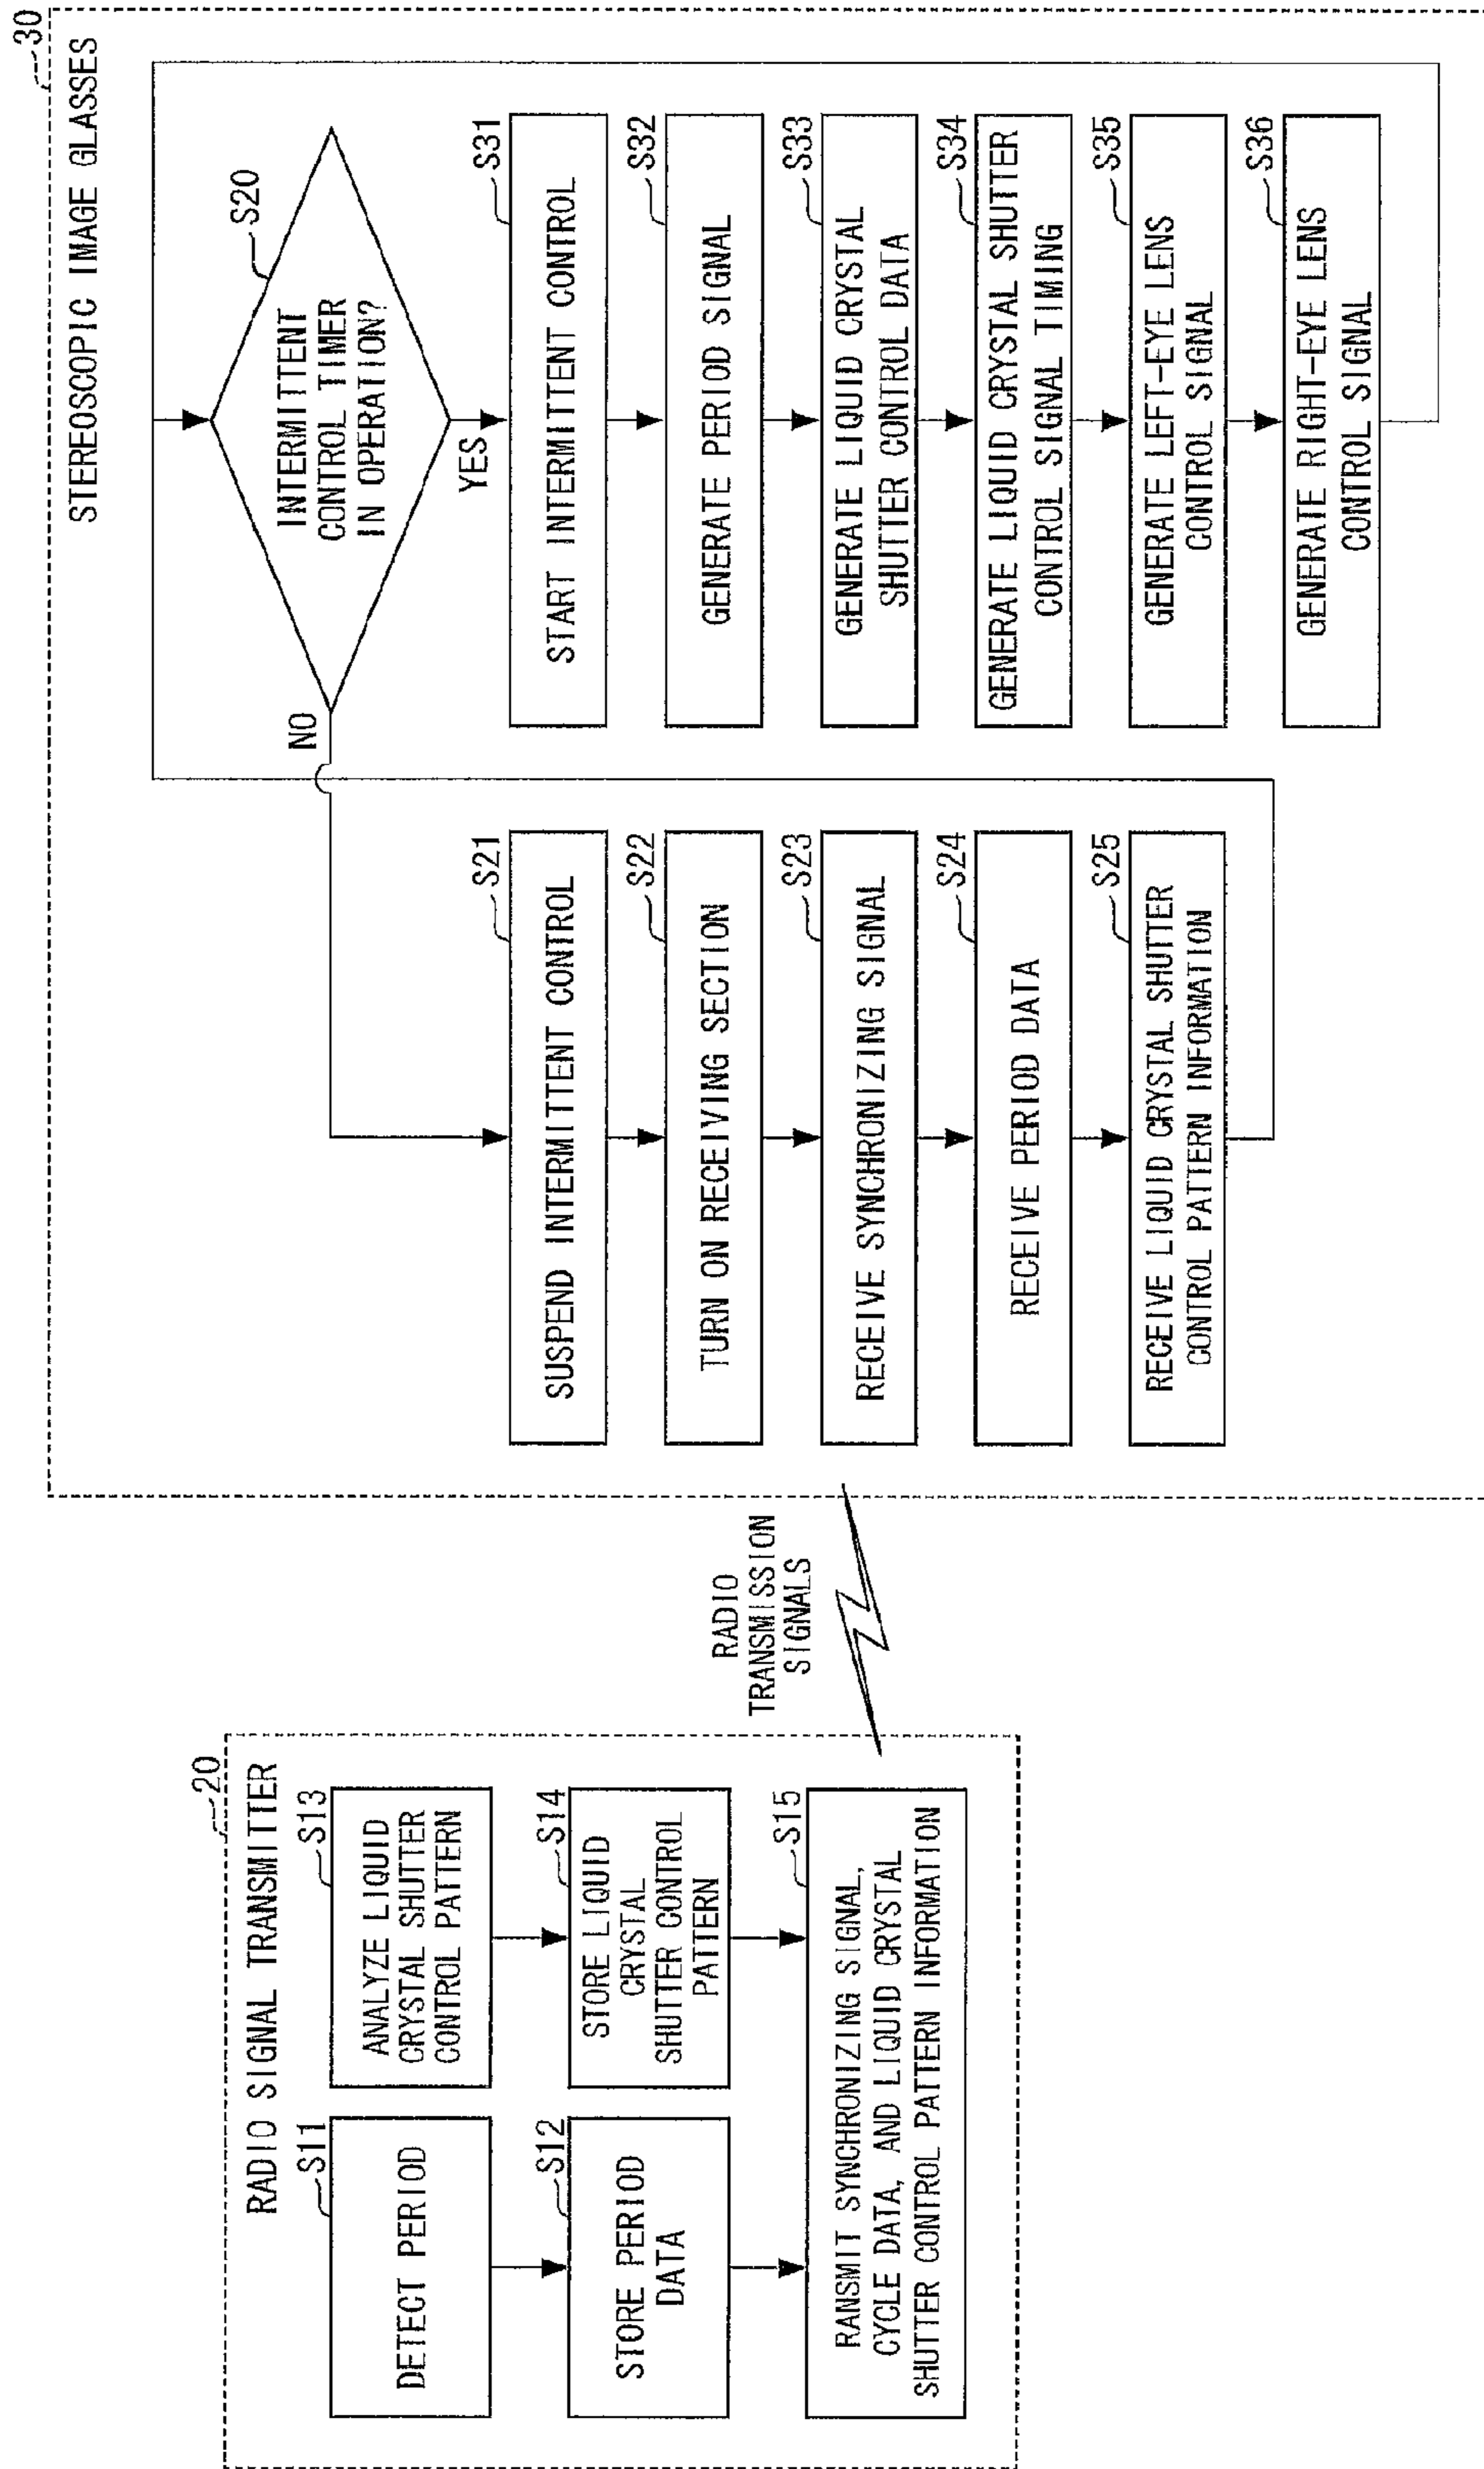 20
RADIO SIGNAL TRANSMITTER
S11
DETECT PERIOD
S12
STORE PERIOD
DATA
S13
ANALYZE LIQUID
CRYSTAL SHUTTER
CONTROL PATTERN
S14
STORE LIQUID
CRYSTAL
SHUTTER CONTROL
PATTERN
S15
RANSMIT SYNCHRONIZING SIGNAL,
CYCLE DATA, AND LIQUID CRYSTAL
SHUTTER CONTROL PATTERN INFORMATION
RADIO
TRANSMISSION
SIGNALS
30
STEREOSCOPIC IMAGE GLASSES
S20
INTERMITTENT
CONTROL TIMER
IN OPERATION?
NO
YES
S21
SUSPEND INTERMITTENT CONTROL
S22
TURN ON RECEIVING SECTION
S23
RECEIVE SYNCHRONIZING SIGNAL
S24
RECEIVE PERIOD DATA
S25
RECEIVE LIQUID CRYSTAL SHUTTER
CONTROL PATTERN INFORMATION
S31
START INTERMITTENT CONTROL
S32
GENERATE PERIOD SIGNAL
S33
GENERATE LIQUID CRYSTAL
SHUTTER CONTROL DATA
S34
GENERATE LIQUID CRYSTAL SHUTTER
CONTROL SIGNAL TIMING
S35
GENERATE LEFT-EYE LENS
CONTROL SIGNAL
S36
GENERATE RIGHT-EYE LENS
CONTROL SIGNAL